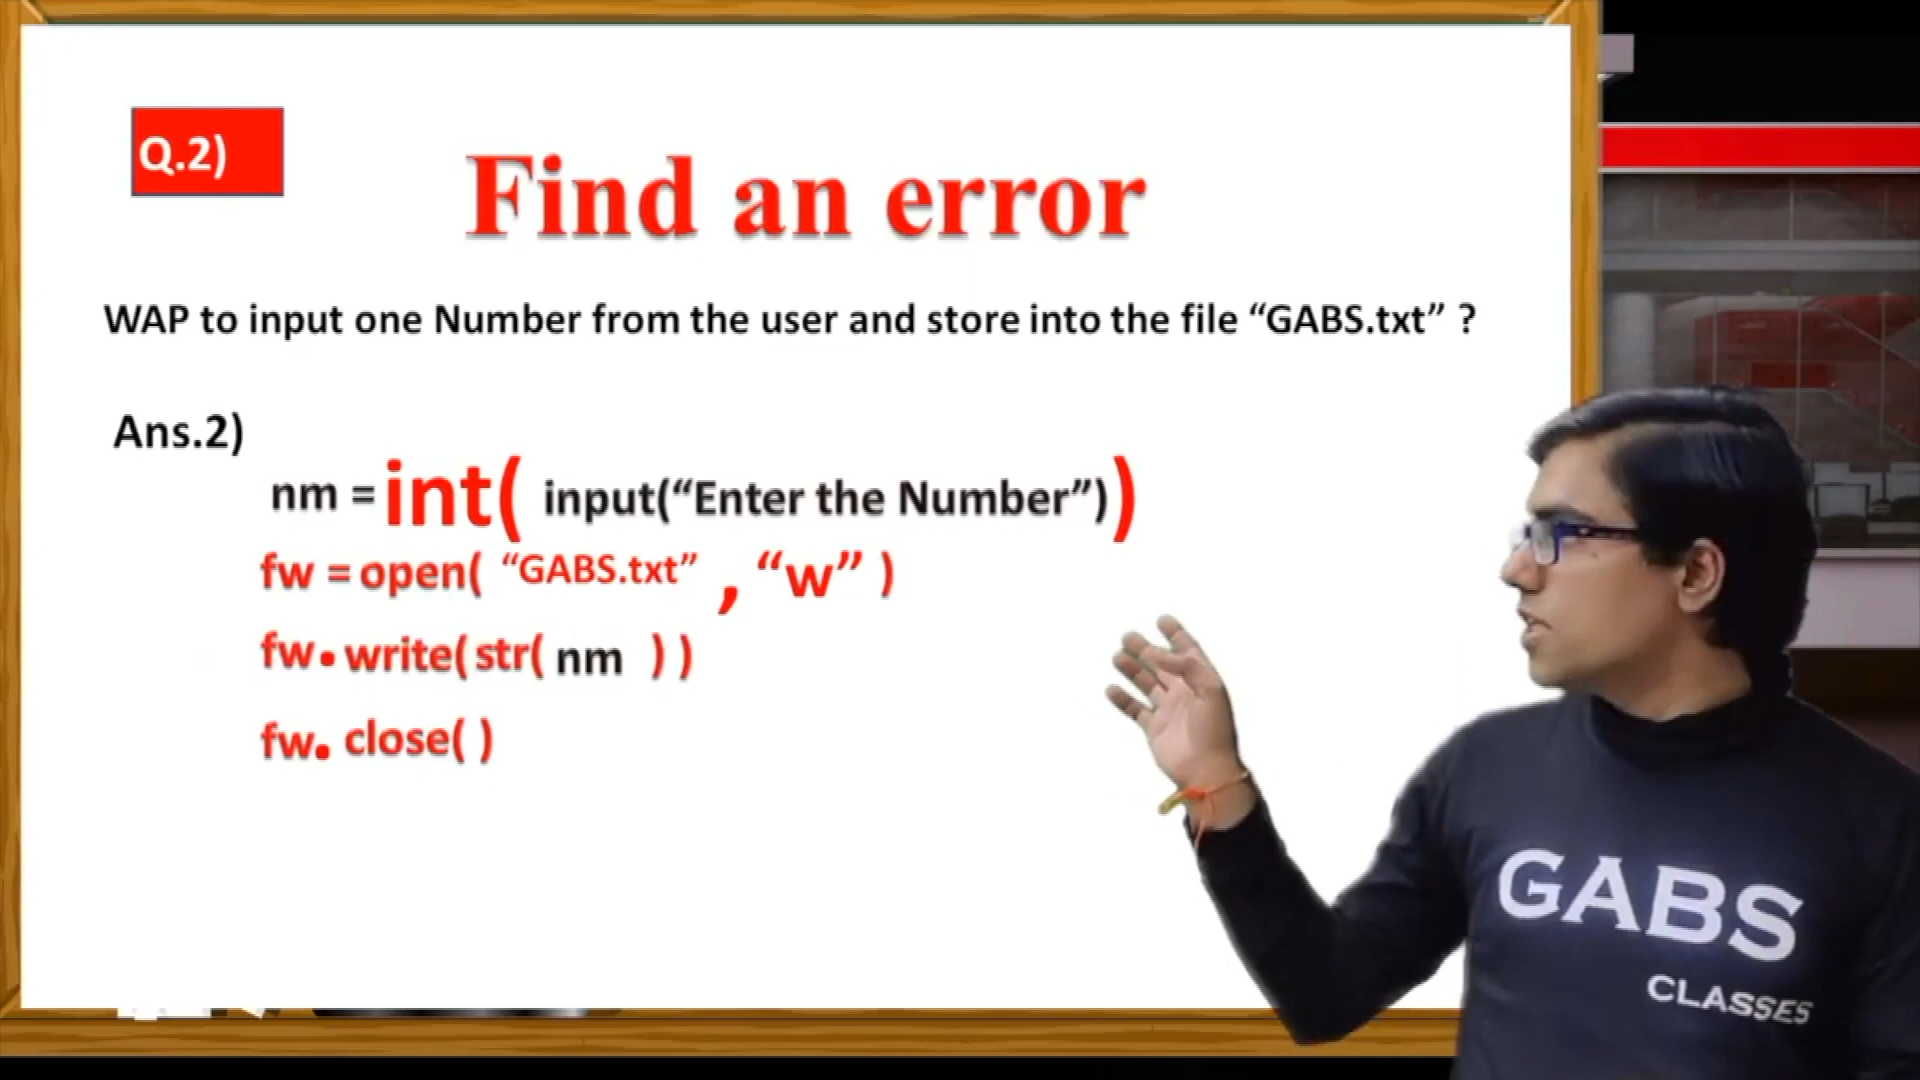 Q.2)
Find an error
WAP to input one Number from the user and store into the file “GABS.txt” ?
Ans.2)
nm = int( input(“Enter the Number”))
fw = open( “GABS.txt” , “w” )
fw. write( str( nm ) )
fw. close( )
GABS
CLASSES